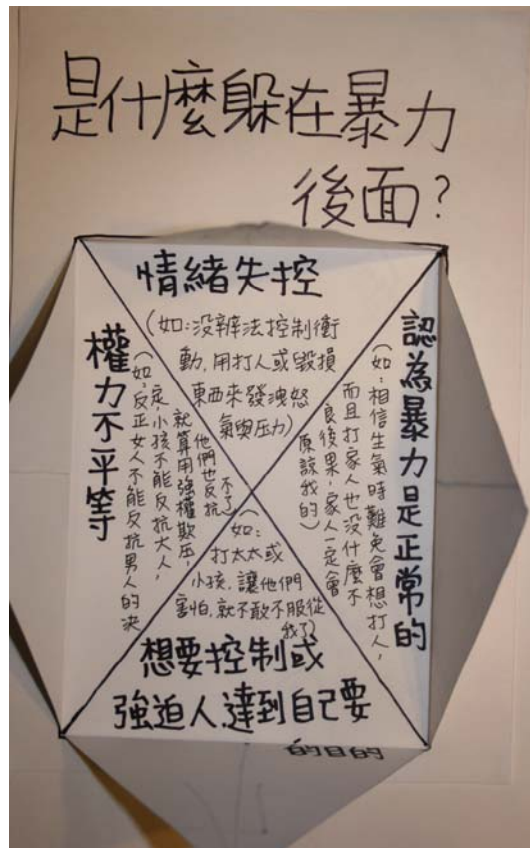 是什麼躲在暴力
後面?
情緒失控
(如:沒辦法控制衝
動,用打人或毀損
東西來發洩怒
氣與压力)
認為暴力是正常的
(如:相信生氣時難免會想打人,
而且打家人也沒什麼不
良後果,家人一定會
原諒我的)
權力不平等
(如:反正女人不能反抗男人的決
定,小孩不能反抗大人,
就算用強權欺压,
他們也反抗
不了)
(如:
打太太或
小孩,讓他們
害怕,就不敢不服從
我了)
想要控制或
強迫人達到自己要
的目的